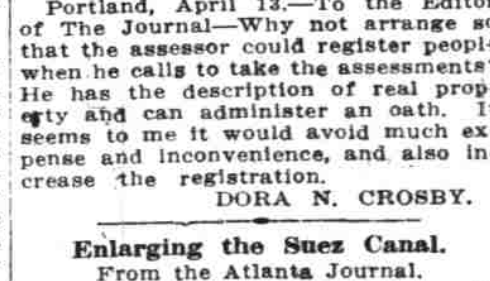 Portland, April 13.—To the Editor
of The Journal—Why not arrange so
that the assessor could register peopl
when he calls to take the assessments
He has the description of real prop
erty and can administer an oath. I
seems to me it would avoid much ex
pense and inconvenience, and also in
crease the registration.
DORA N. CROSBY.
Enlarging the Suez Canal.
From the Atlanta Journal.